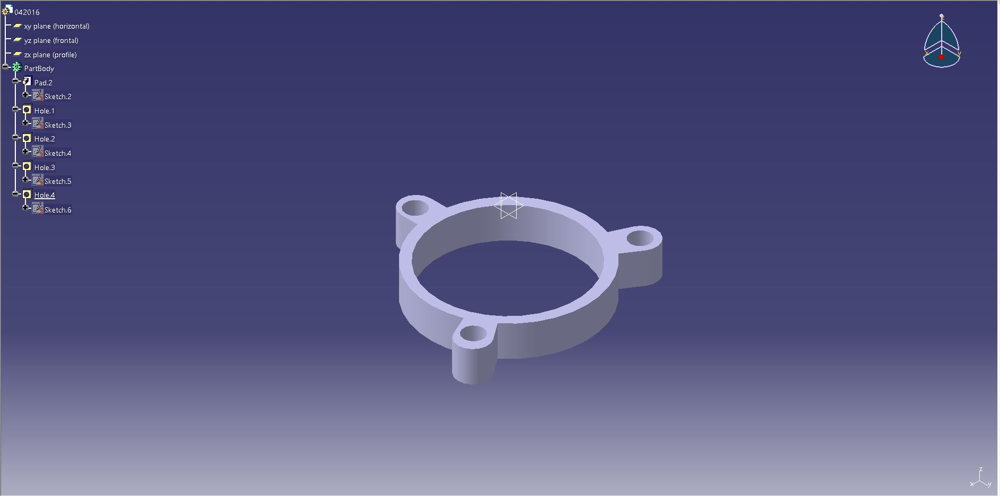 042016
xy plane (horizontal)
yz plane (frontal)
zx plane (profile)
PartBody
Pad.2
Sketch.2
Hole.1
Sketch.3
Hole.2
Sketch.4
Hole.3
Sketch.5
Hole.4
Sketch.6
z
x y
z
x y